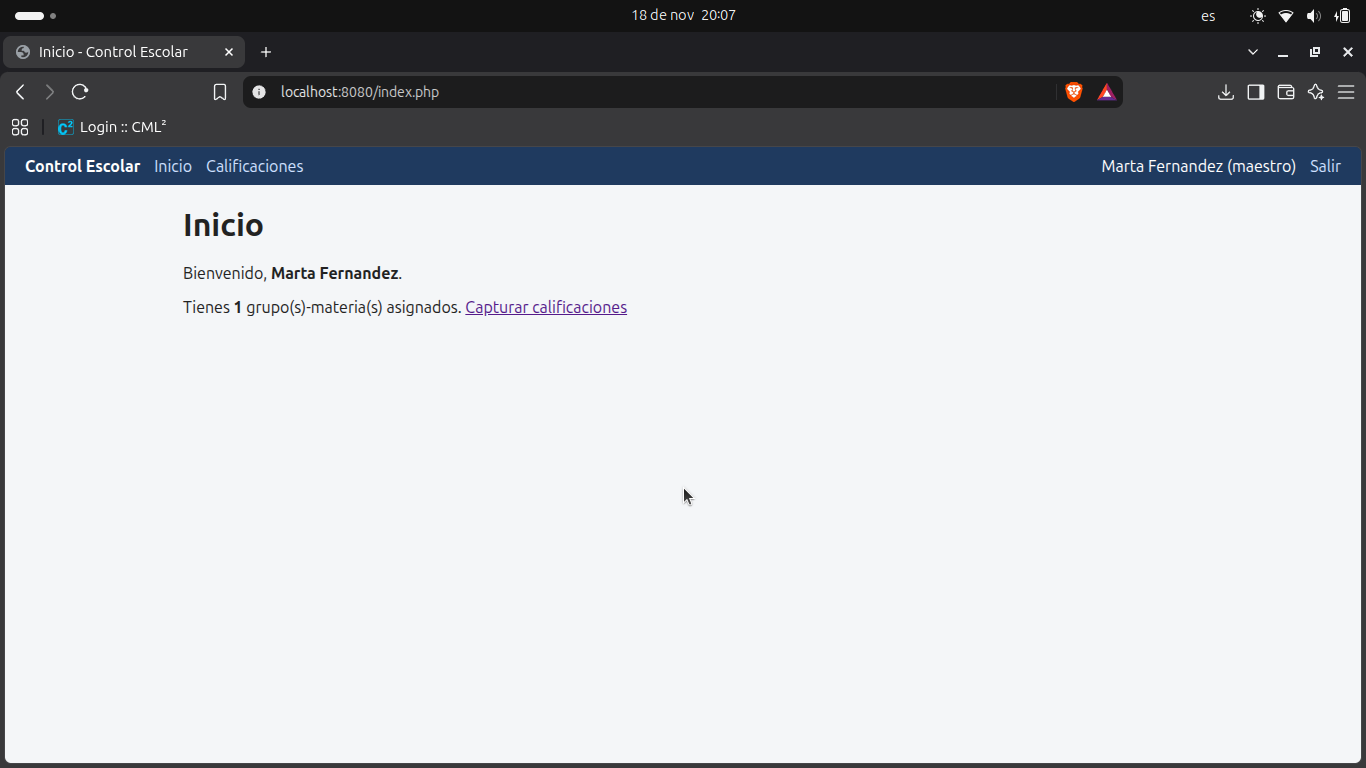 18 de nov 20:07
es
Inicio - Control Escolar
localhost:8080/index.php
Login :: CML²
Control Escolar Inicio Calificaciones Marta Fernandez (maestro) Salir
Inicio
Bienvenido, Marta Fernandez.
Tienes 1 grupo(s)-materia(s) asignados. Capturar calificaciones